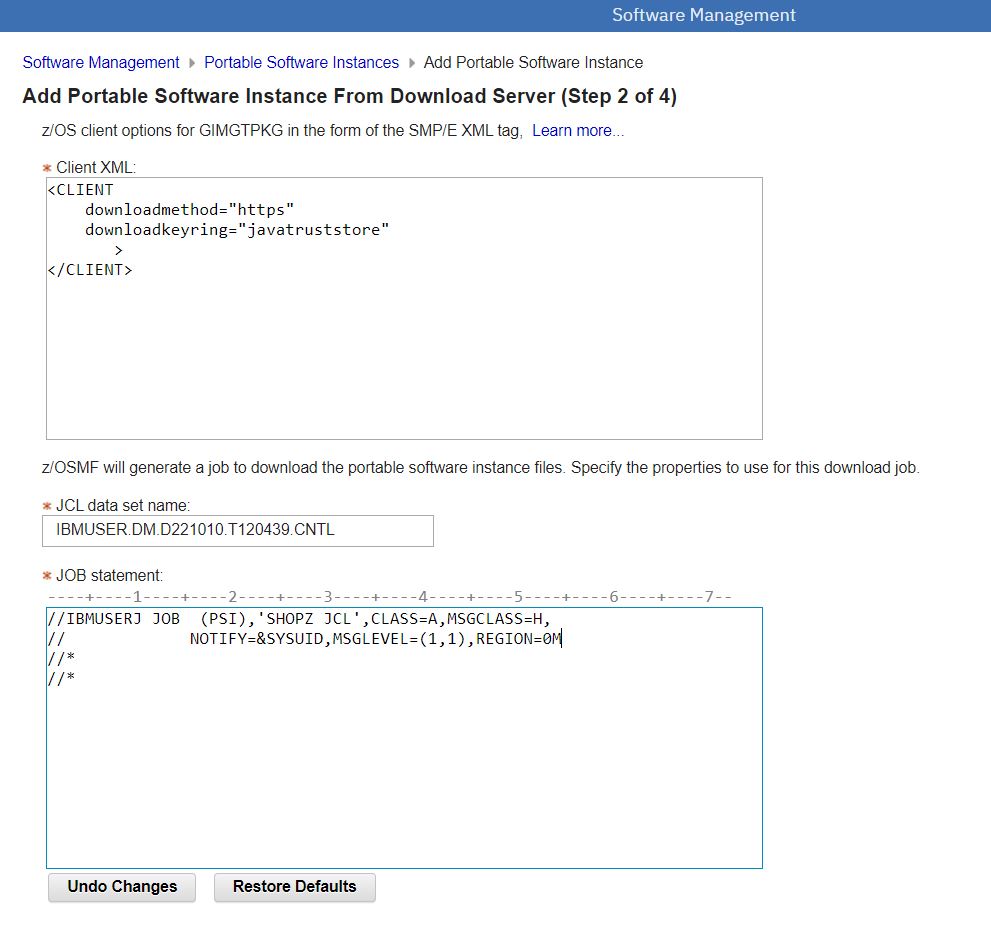 Software Management
Software Management Portable Software Instances Add Portable Software Instance
Add Portable Software Instance From Download Server (Step 2 of 4)
z/OS client options for GIMGTPKG in the form of the SMP/E XML tag, Learn more...
* Client XML:
<CLIENT
    downloadmethod="https"
    downloadkeyring="javatruststore"
       >
</CLIENT>
z/OSMF will generate a job to download the portable software instance files. Specify the properties to use for this download job.
* JCL data set name:
IBMUSER.DM.D221010.T120439.CNTL
* JOB statement:
----+----1----+----2----+----3----+----4----+----5----+----6----+----7--
//IBMUSERJ JOB  (PSI),'SHOPZ JCL',CLASS=A,MSGCLASS=H,
//             NOTIFY=&SYSUID,MSGLEVEL=(1,1),REGION=0M
//*
//*
Undo Changes Restore Defaults